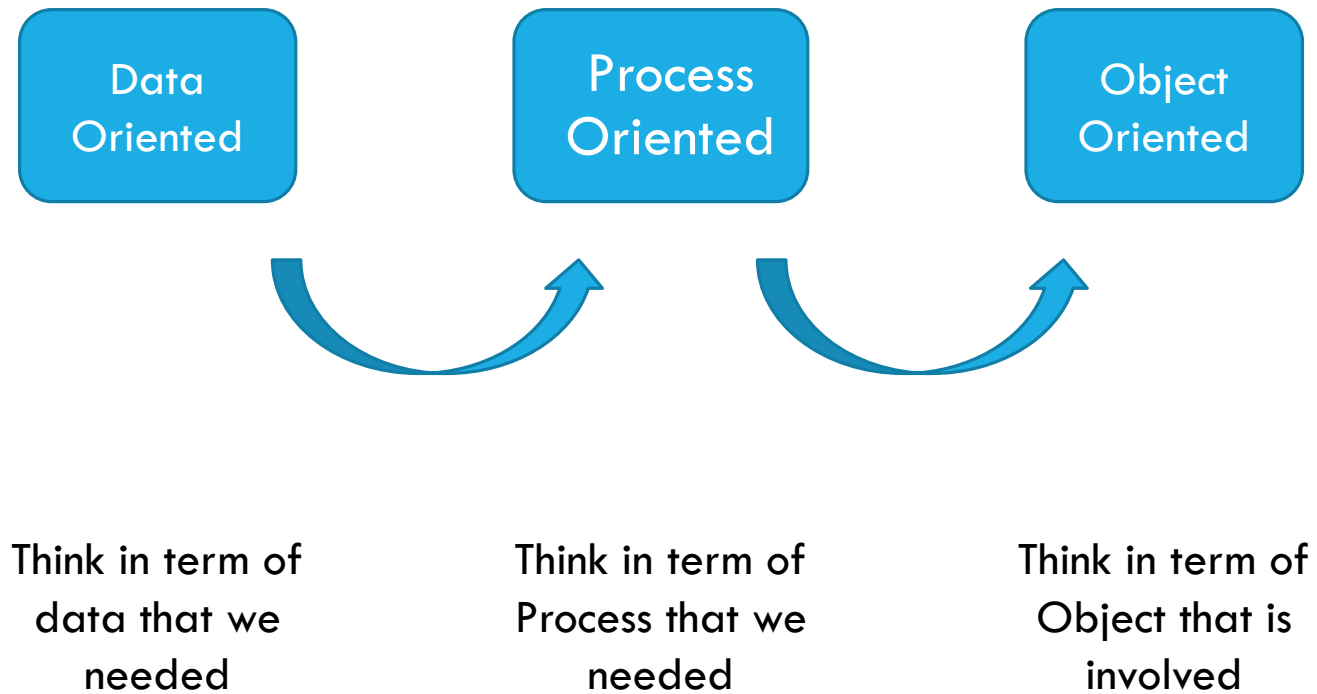 Data
Oriented
Process
Oriented
Object
Oriented
Think in term of
data that we
needed
Think in term of
Process that we
needed
Think in term of
Object that is
involved